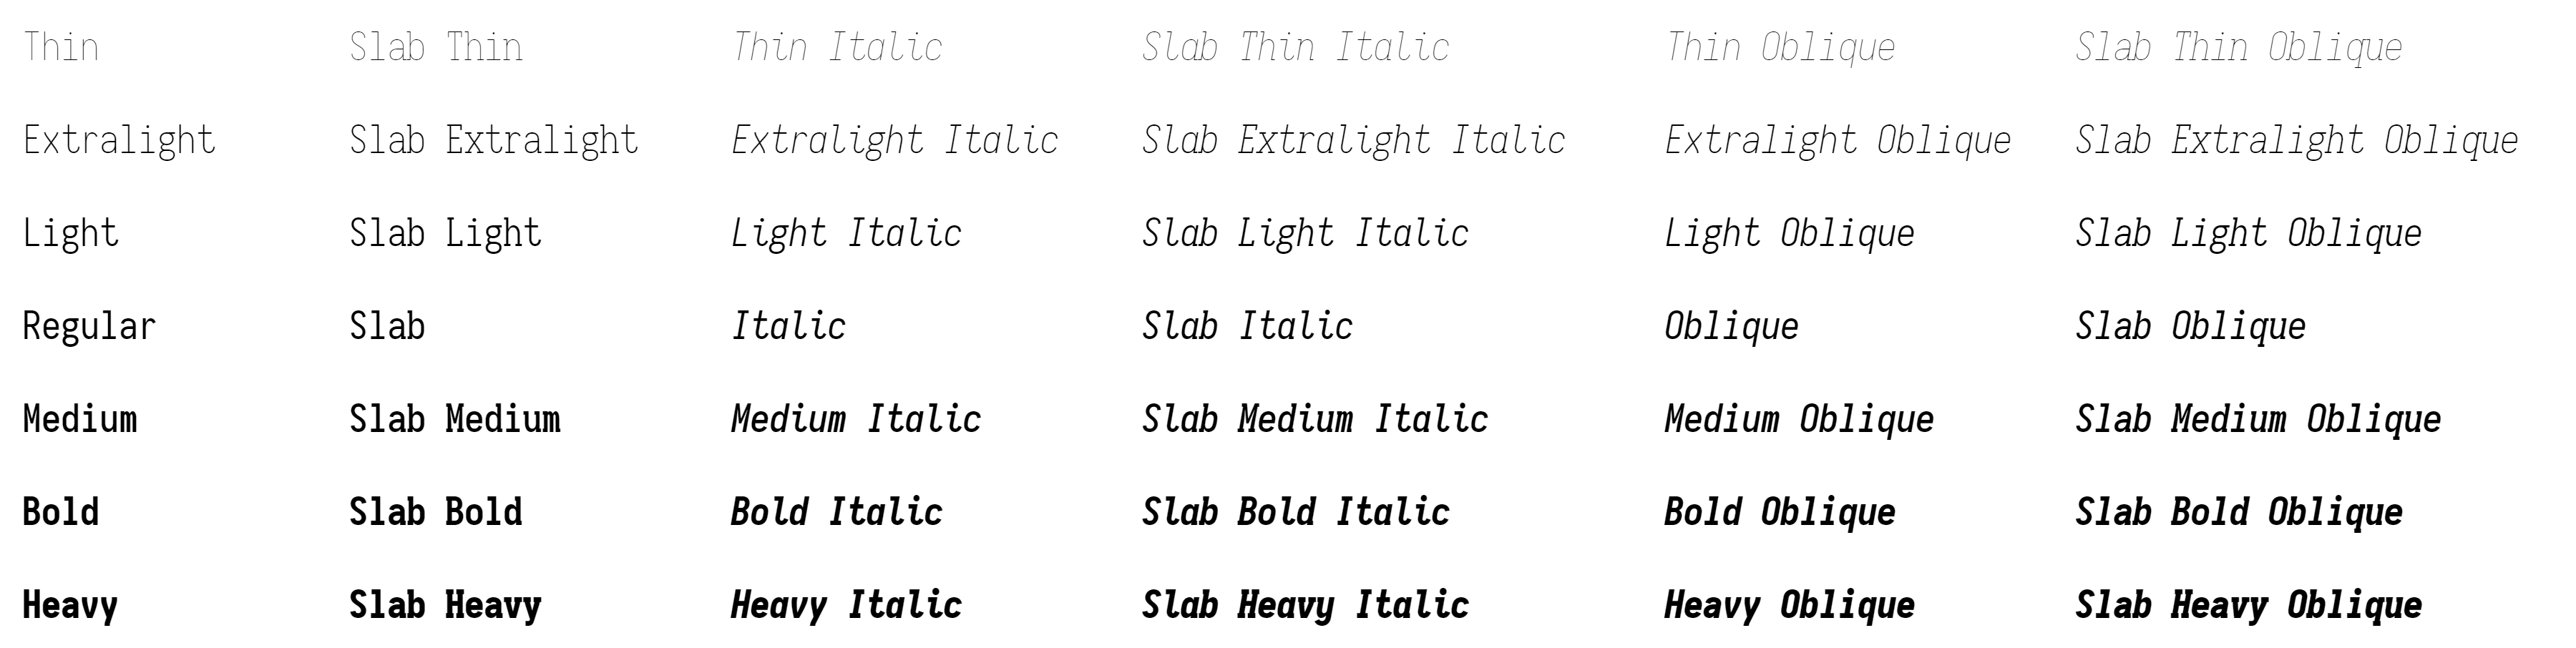 Thin Slab Thin Thin Italic Slab Thin Italic Thin Oblique Slab Thin Oblique
Extralight Slab Extralight Extralight Italic Slab Extralight Italic Extralight Oblique Slab Extralight Oblique
Light Slab Light Light Italic Slab Light Italic Light Oblique Slab Light Oblique
Regular Slab Italic Slab Italic Oblique Slab Oblique
Medium Slab Medium Medium Italic Slab Medium Italic Medium Oblique Slab Medium Oblique
Bold Slab Bold Bold Italic Slab Bold Italic Bold Oblique Slab Bold Oblique
Heavy Slab Heavy Heavy Italic Slab Heavy Italic Heavy Oblique Slab Heavy Oblique